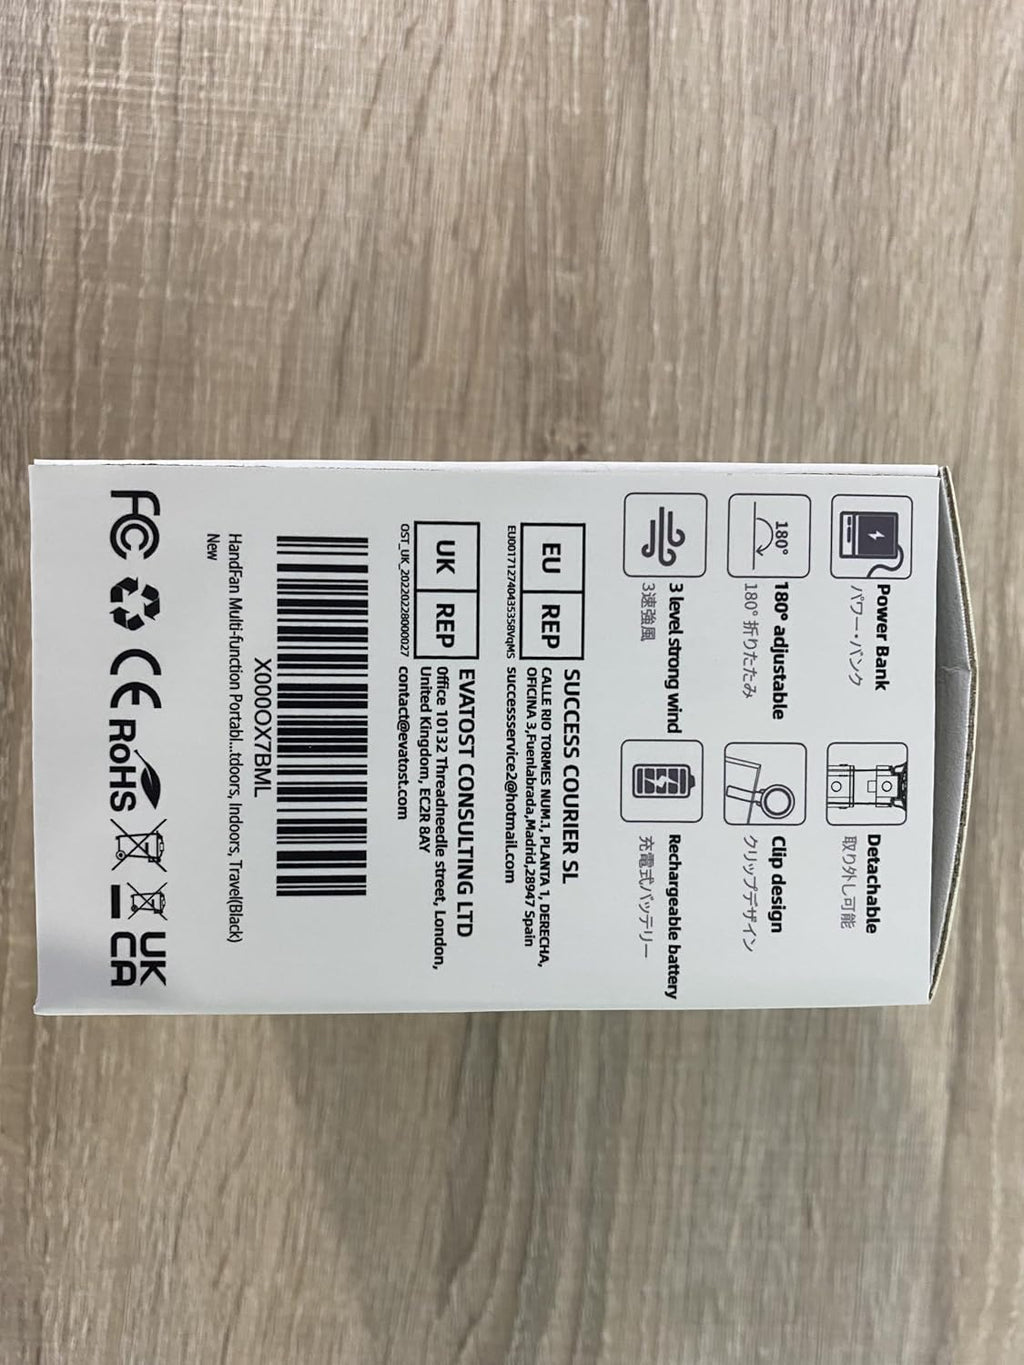 Power Bank
パワー・バンク
Detachable
取り外し可能
180°
180° adjustable
180° 折りたたみ
Clip design
クリップデザイン
3 level strong wind
3速強風
Rechargeable battery
充電式バッテリー
EU REP
EU00171274043535BVqMS
SUCCESS COURIER SL
CALLE RIO TORMES NUM.1, PLANTA 1, DERECHA,
OFICINA 3,Fuenlabrada,Madrid,28947 Spain
successservice2@hotmail.com
UK REP
OST_UK_20220228000027
EVATOST CONSULTING LTD
Office 10132 Threadneedle street, London,
United Kingdom, EC2R 8AY
contact@evatost.com
X000OX7BML
HandFan Multi-function Portabl...tdoors, Indoors, Travel(Black)
New
FC CE RoHS UK
CA